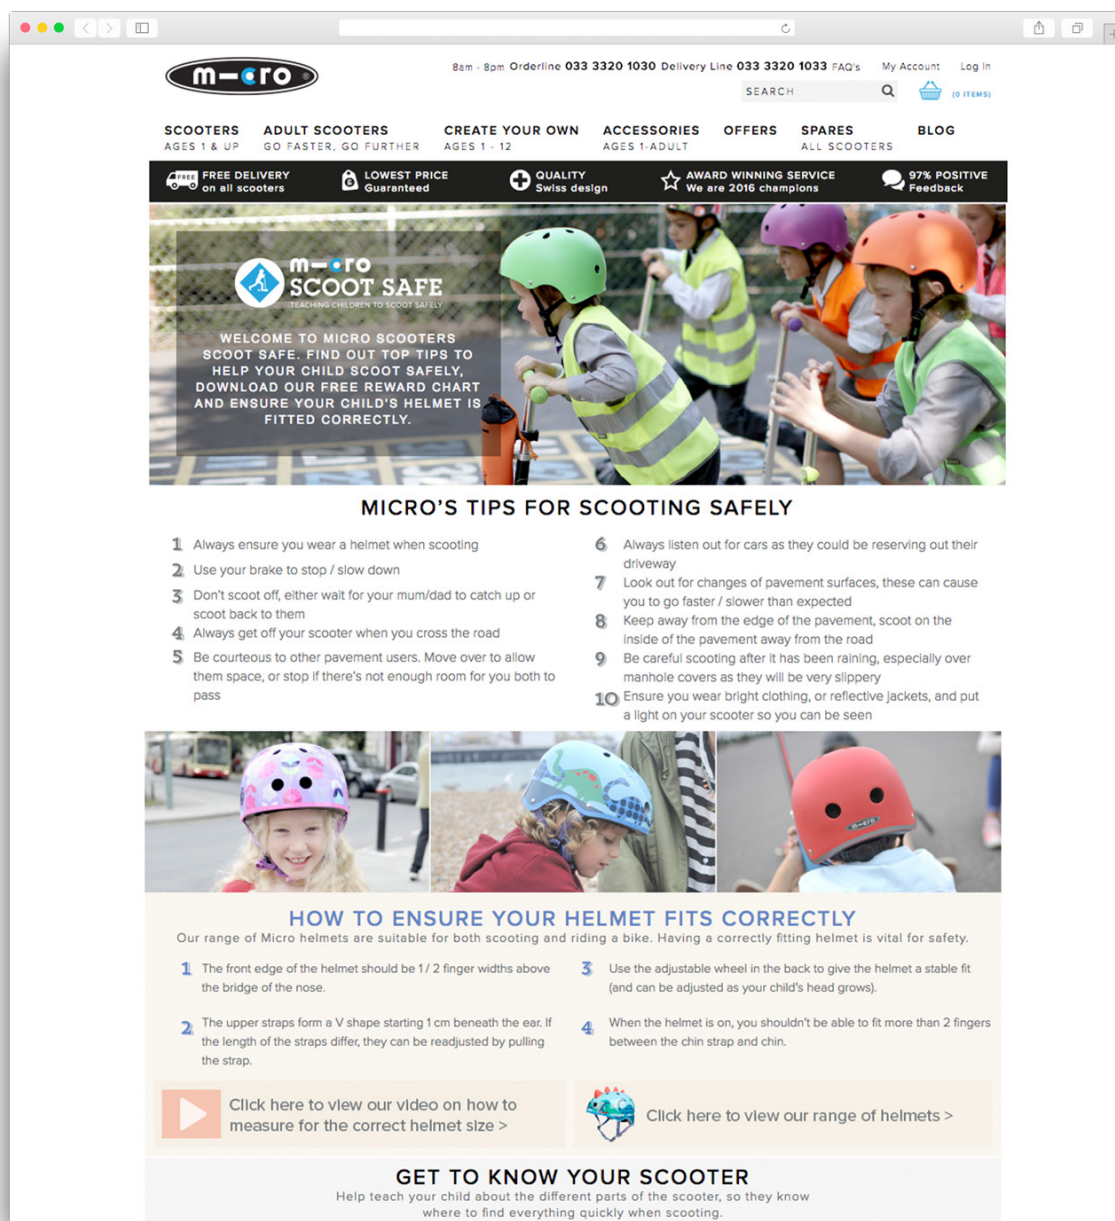 m-cro
8am - 8pm Orderline 033 3320 1030 Delivery Line 033 3320 1033 FAQ's My Account Log In
SEARCH
(0 ITEMS)
SCOOTERS ADULT SCOOTERS CREATE YOUR OWN ACCESSORIES OFFERS SPARES BLOG
AGES 1 & UP GO FASTER, GO FURTHER AGES 1 - 12 AGES 1-ADULT ALL SCOOTERS
FREE FREE DELIVERY LOWEST PRICE QUALITY AWARD WINNING SERVICE 97% POSITIVE
on all scooters £ Guaranteed Swiss design We are 2016 champions Feedback
m-cro
SCOOT SAFE
TEACHING CHILDREN TO SCOOT SAFELY
WELCOME TO MICRO SCOOTERS
SCOOT SAFE. FIND OUT TOP TIPS TO
HELP YOUR CHILD SCOOT SAFELY,
DOWNLOAD OUR FREE REWARD CHART
AND ENSURE YOUR CHILD'S HELMET IS
FITTED CORRECTLY.
MICRO'S TIPS FOR SCOOTING SAFELY
1 Always ensure you wear a helmet when scooting
2 Use your brake to stop / slow down
3 Don't scoot off, either wait for your mum/dad to catch up or
scoot back to them
4 Always get off your scooter when you cross the road
5 Be courteous to other pavement users. Move over to allow
them space, or stop if there's not enough room for you both to
pass
6 Always listen out for cars as they could be reserving out their
driveway
7 Look out for changes of pavement surfaces, these can cause
you to go faster / slower than expected
8 Keep away from the edge of the pavement, scoot on the
inside of the pavement away from the road
9 Be careful scooting after it has been raining, especially over
manhole covers as they will be very slippery
10 Ensure you wear bright clothing, or reflective jackets, and put
a light on your scooter so you can be seen
m-cro
HOW TO ENSURE YOUR HELMET FITS CORRECTLY
Our range of Micro helmets are suitable for both scooting and riding a bike. Having a correctly fitting helmet is vital for safety.
1 The front edge of the helmet should be 1 / 2 finger widths above
the bridge of the nose.
2 The upper straps form a V shape starting 1 cm beneath the ear. If
the length of the straps differ, they can be readjusted by pulling
the strap.
3 Use the adjustable wheel in the back to give the helmet a stable fit
(and can be adjusted as your child's head grows).
4 When the helmet is on, you shouldn't be able to fit more than 2 fingers
between the chin strap and chin.
Click here to view our video on how to
measure for the correct helmet size >
Click here to view our range of helmets >
GET TO KNOW YOUR SCOOTER
Help teach your child about the different parts of the scooter, so they know
where to find everything quickly when scooting.